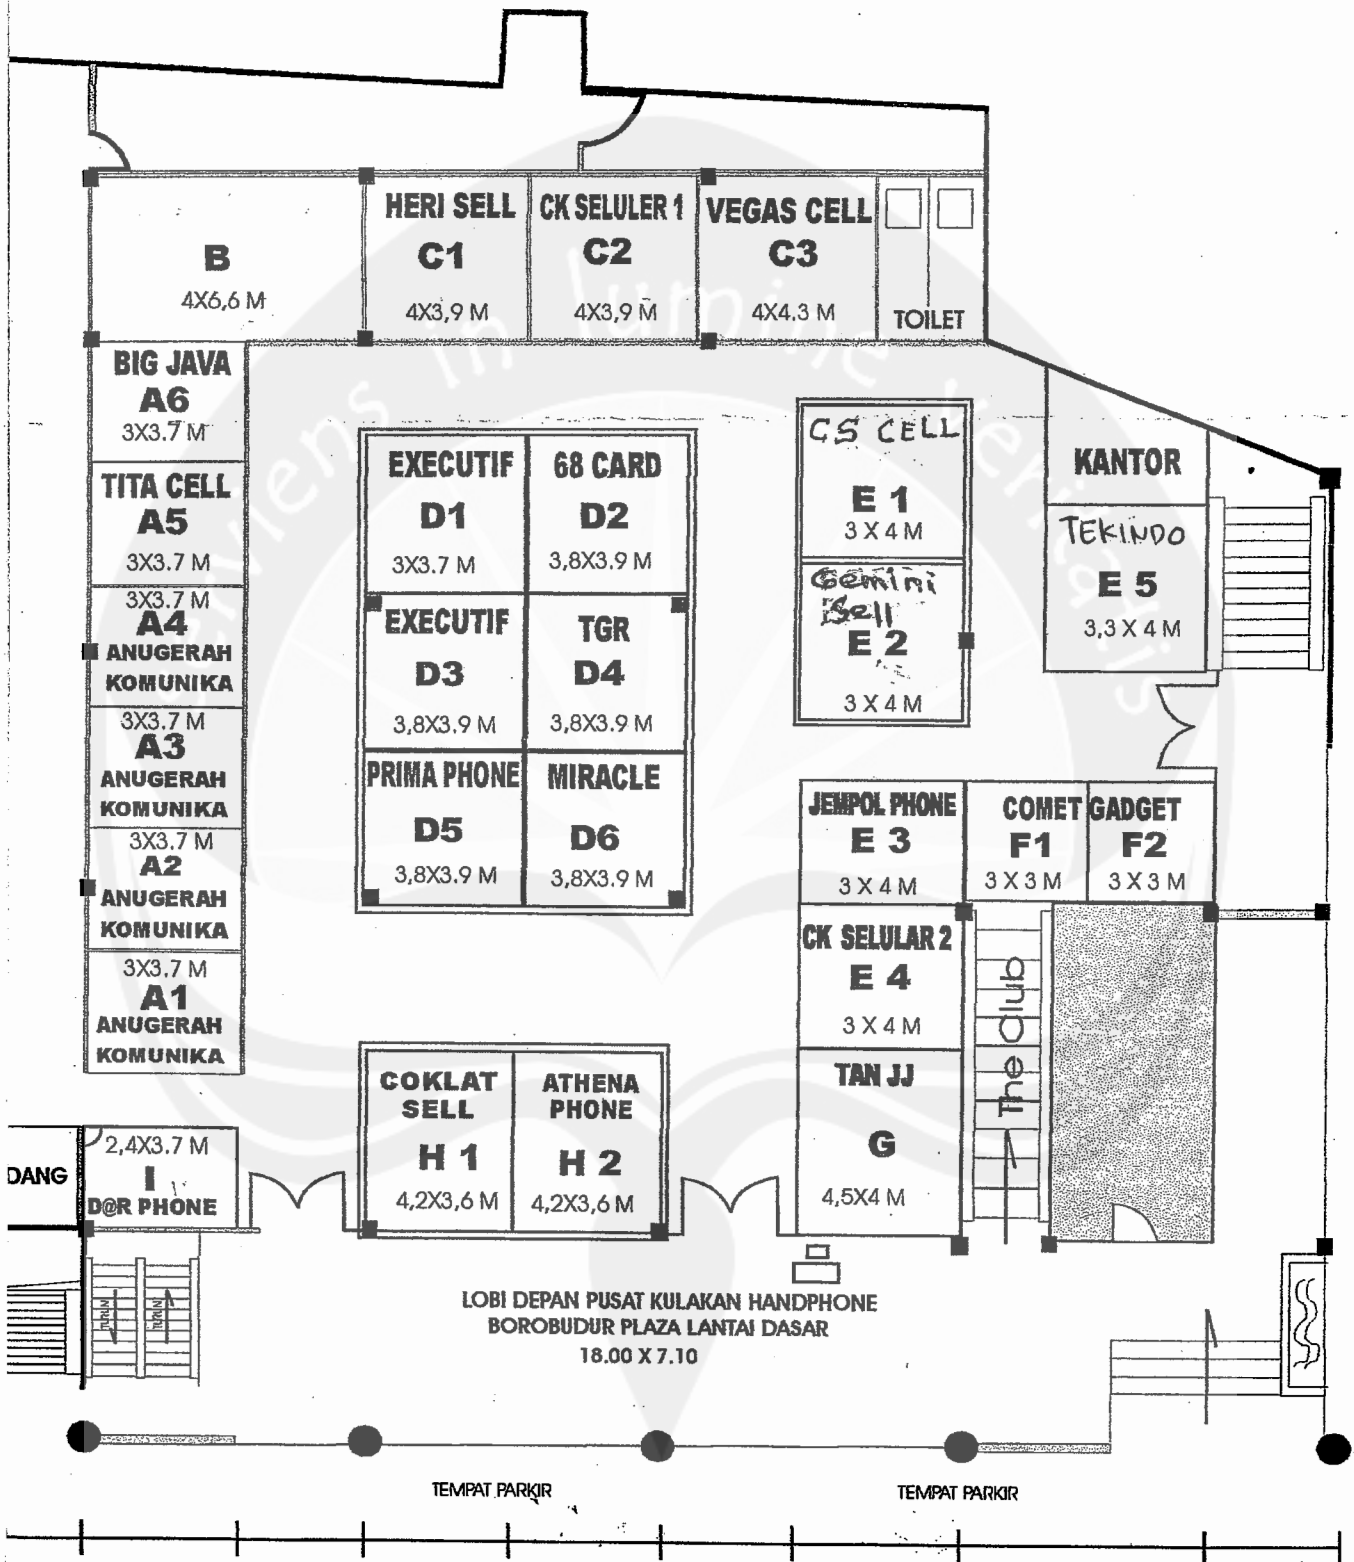 HERI SELL
C1
4X3,9 M
CK SELULER 1
C2
4X3,9 M
VEGAS CELL
C3
4X4.3 M
TOILET
B
4X6,6 M
BIG JAVA
A6
3X3.7 M
TITA CELL
A5
3X3.7 M
3X3.7 M
A4
ANUGERAH
KOMUNIKA
3X3.7 M
A3
ANUGERAH
KOMUNIKA
3X3.7 M
A2
ANUGERAH
KOMUNIKA
3X3.7 M
A1
ANUGERAH
KOMUNIKA
EXECUTIF
D1
3X3.7 M
68 CARD
D2
3,8X3.9 M
EXECUTIF
D3
3,8X3.9 M
TGR
D4
3,8X3.9 M
PRIMA PHONE
D5
3,8X3.9 M
MIRACLE
D6
3,8X3.9 M
GS CELL
E 1
3 X 4 M
Gemini
Sell
E 2
3 X 4 M
KANTOR
TEKINDO
E 5
3,3 X 4 M
JEMPOL PHONE
E 3
3 X 4 M
COMET GADGET
F1
3 X 3 M
F2
3 X 3 M
CK SELULAR 2
E 4
3 X 4 M
The Club
TAN JJ
G
4,5X4 M
COKLAT
SELL
H 1
4,2X3,6 M
ATHENA
PHONE
H 2
4,2X3,6 M
DANG
2,4X3.7 M
I
D@R PHONE
TURUN
TURUN
LOBI DEPAN PUSAT KULAKAN HANDPHONE
BOROBUDUR PLAZA LANTAI DASAR
18.00 X 7.10
TEMPAT PARKIR
TEMPAT PARKIR
serviens in lumine veritatis